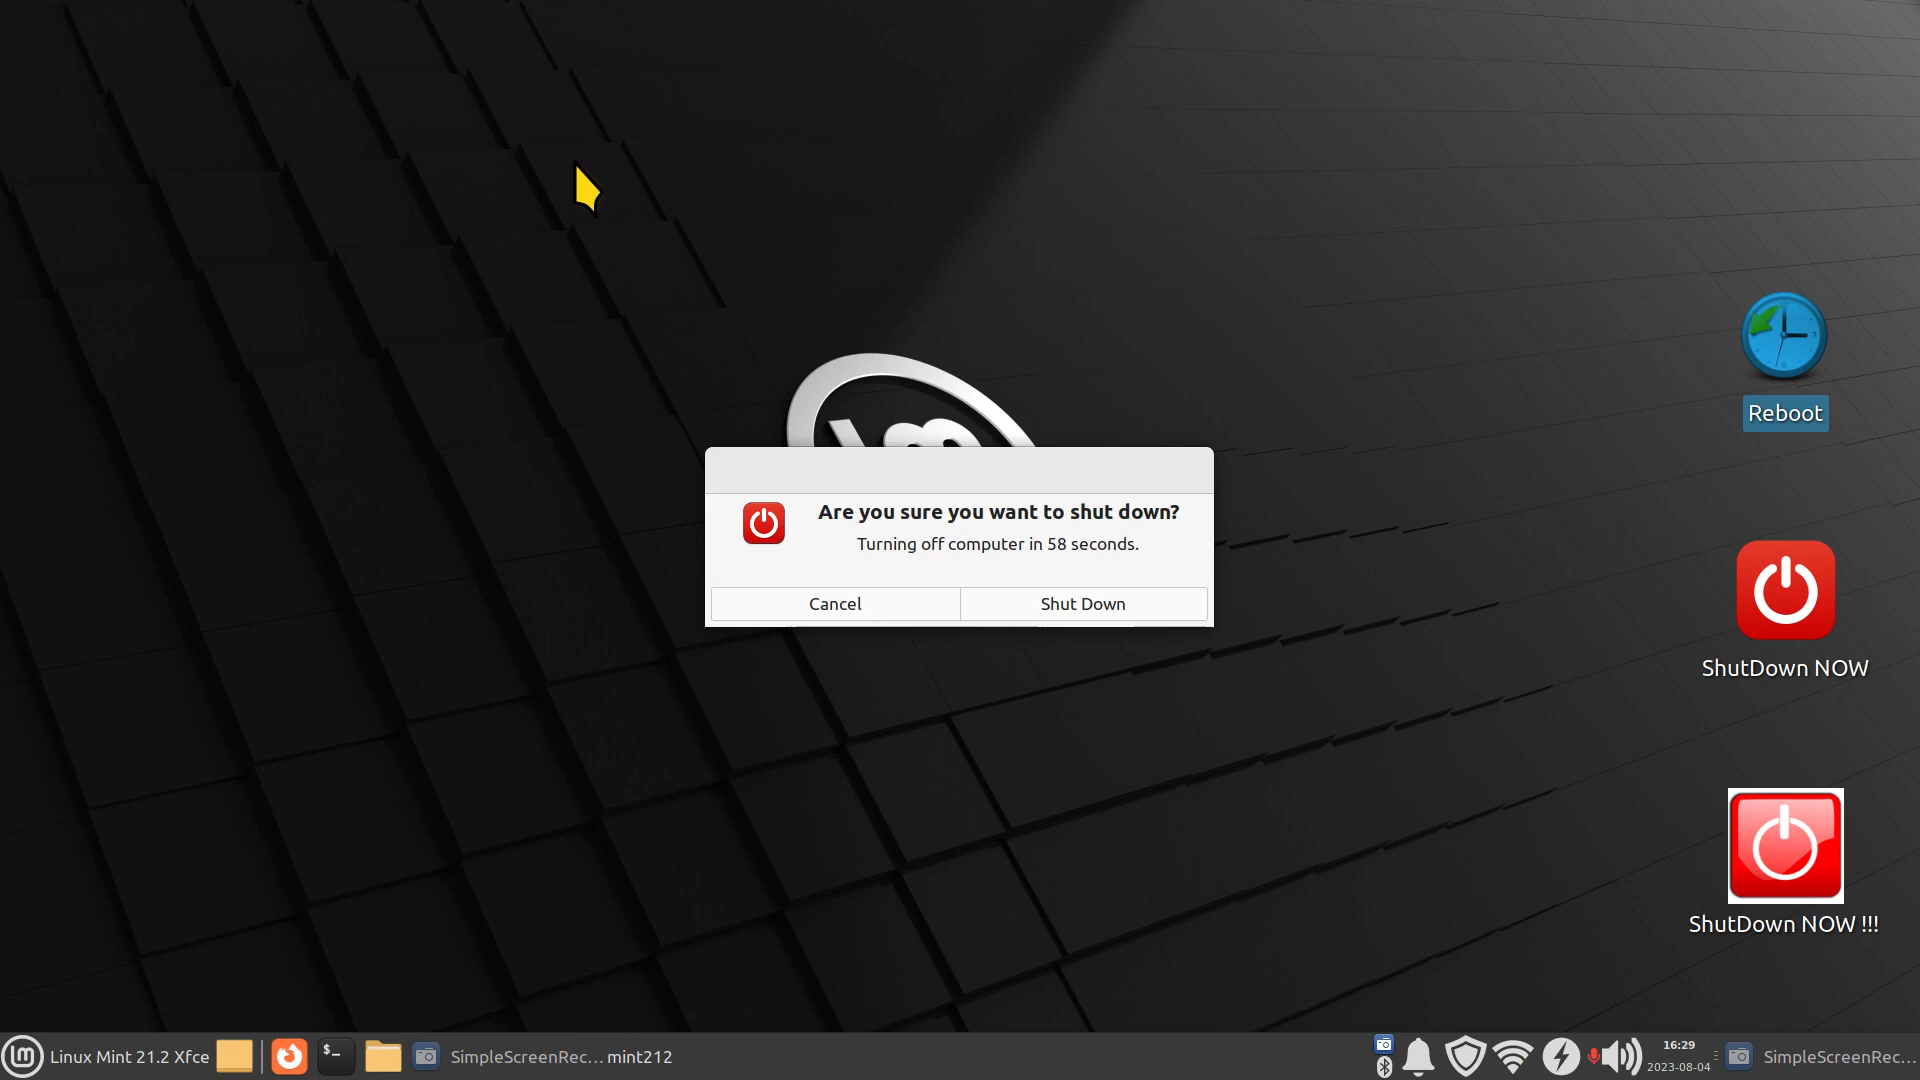 Reboot
Are you sure you want to shut down?
Turning off computer in 58 seconds.
Cancel
Shut Down
ShutDown NOW
ShutDown NOW !!!
Linux Mint 21.2 Xfce
$_
SimpleScreenRec... mint212
16:29
2023-08-04
SimpleScreenRec...